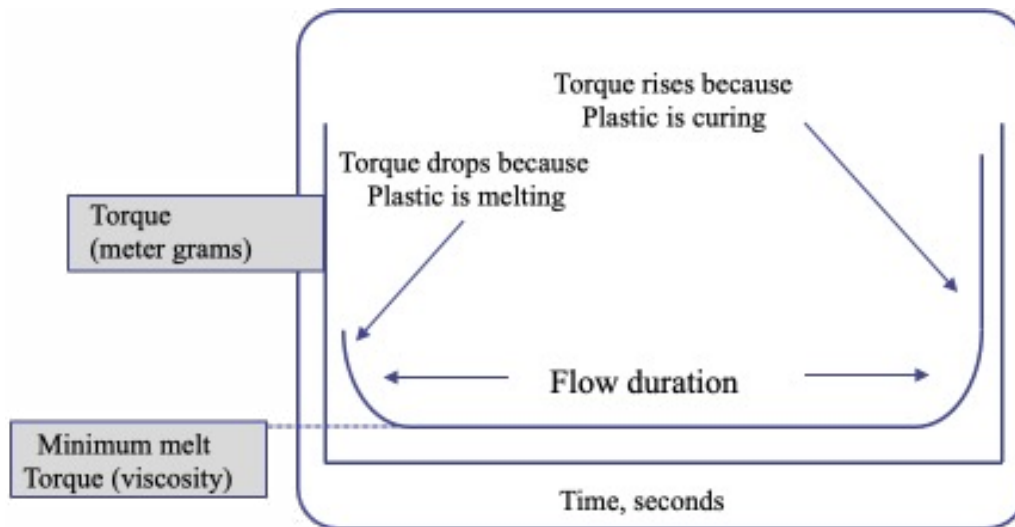 Torque rises because
Plastic is curing
Torque drops because
Plastic is melting
Torque
(meter grams)
Flow duration
Minimum melt
Torque (viscosity)
Time, seconds